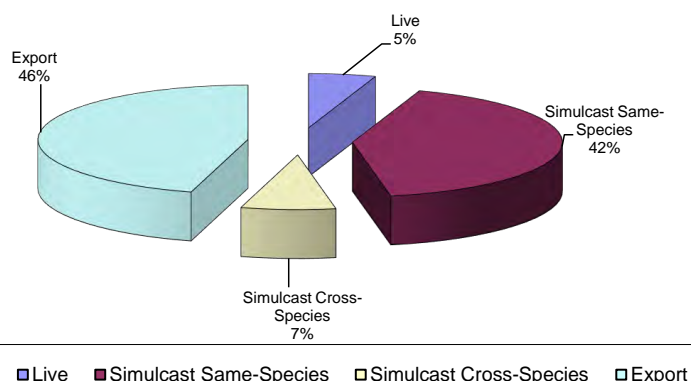 Live
5%
Export
46%
Simulcast Same-
Species
42%
Simulcast Cross-
Species
7%
Live Simulcast Same-Species Simulcast Cross-Species Export